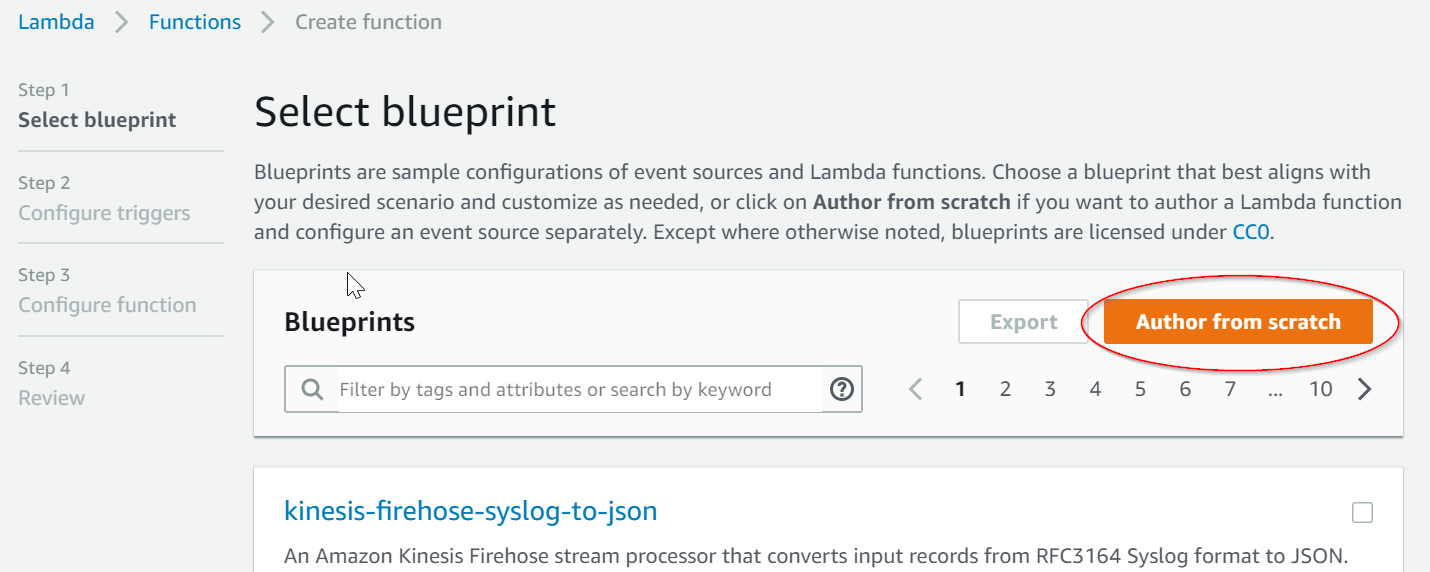 Lambda > Functions > Create function
Step 1
Select blueprint
Step 2
Configure triggers
Step 3
Configure function
Step 4
Review
Select blueprint
Blueprints are sample configurations of event sources and Lambda functions. Choose a blueprint that best aligns with
your desired scenario and customize as needed, or click on Author from scratch if you want to author a Lambda function
and configure an event source separately. Except where otherwise noted, blueprints are licensed under CC0.
Blueprints
Export
Author from scratch
Filter by tags and attributes or search by keyword ?
< 1 2 3 4 5 6 7 ... 10 >
kinesis-firehose-syslog-to-json
An Amazon Kinesis Firehose stream processor that converts input records from RFC3164 Syslog format to JSON.